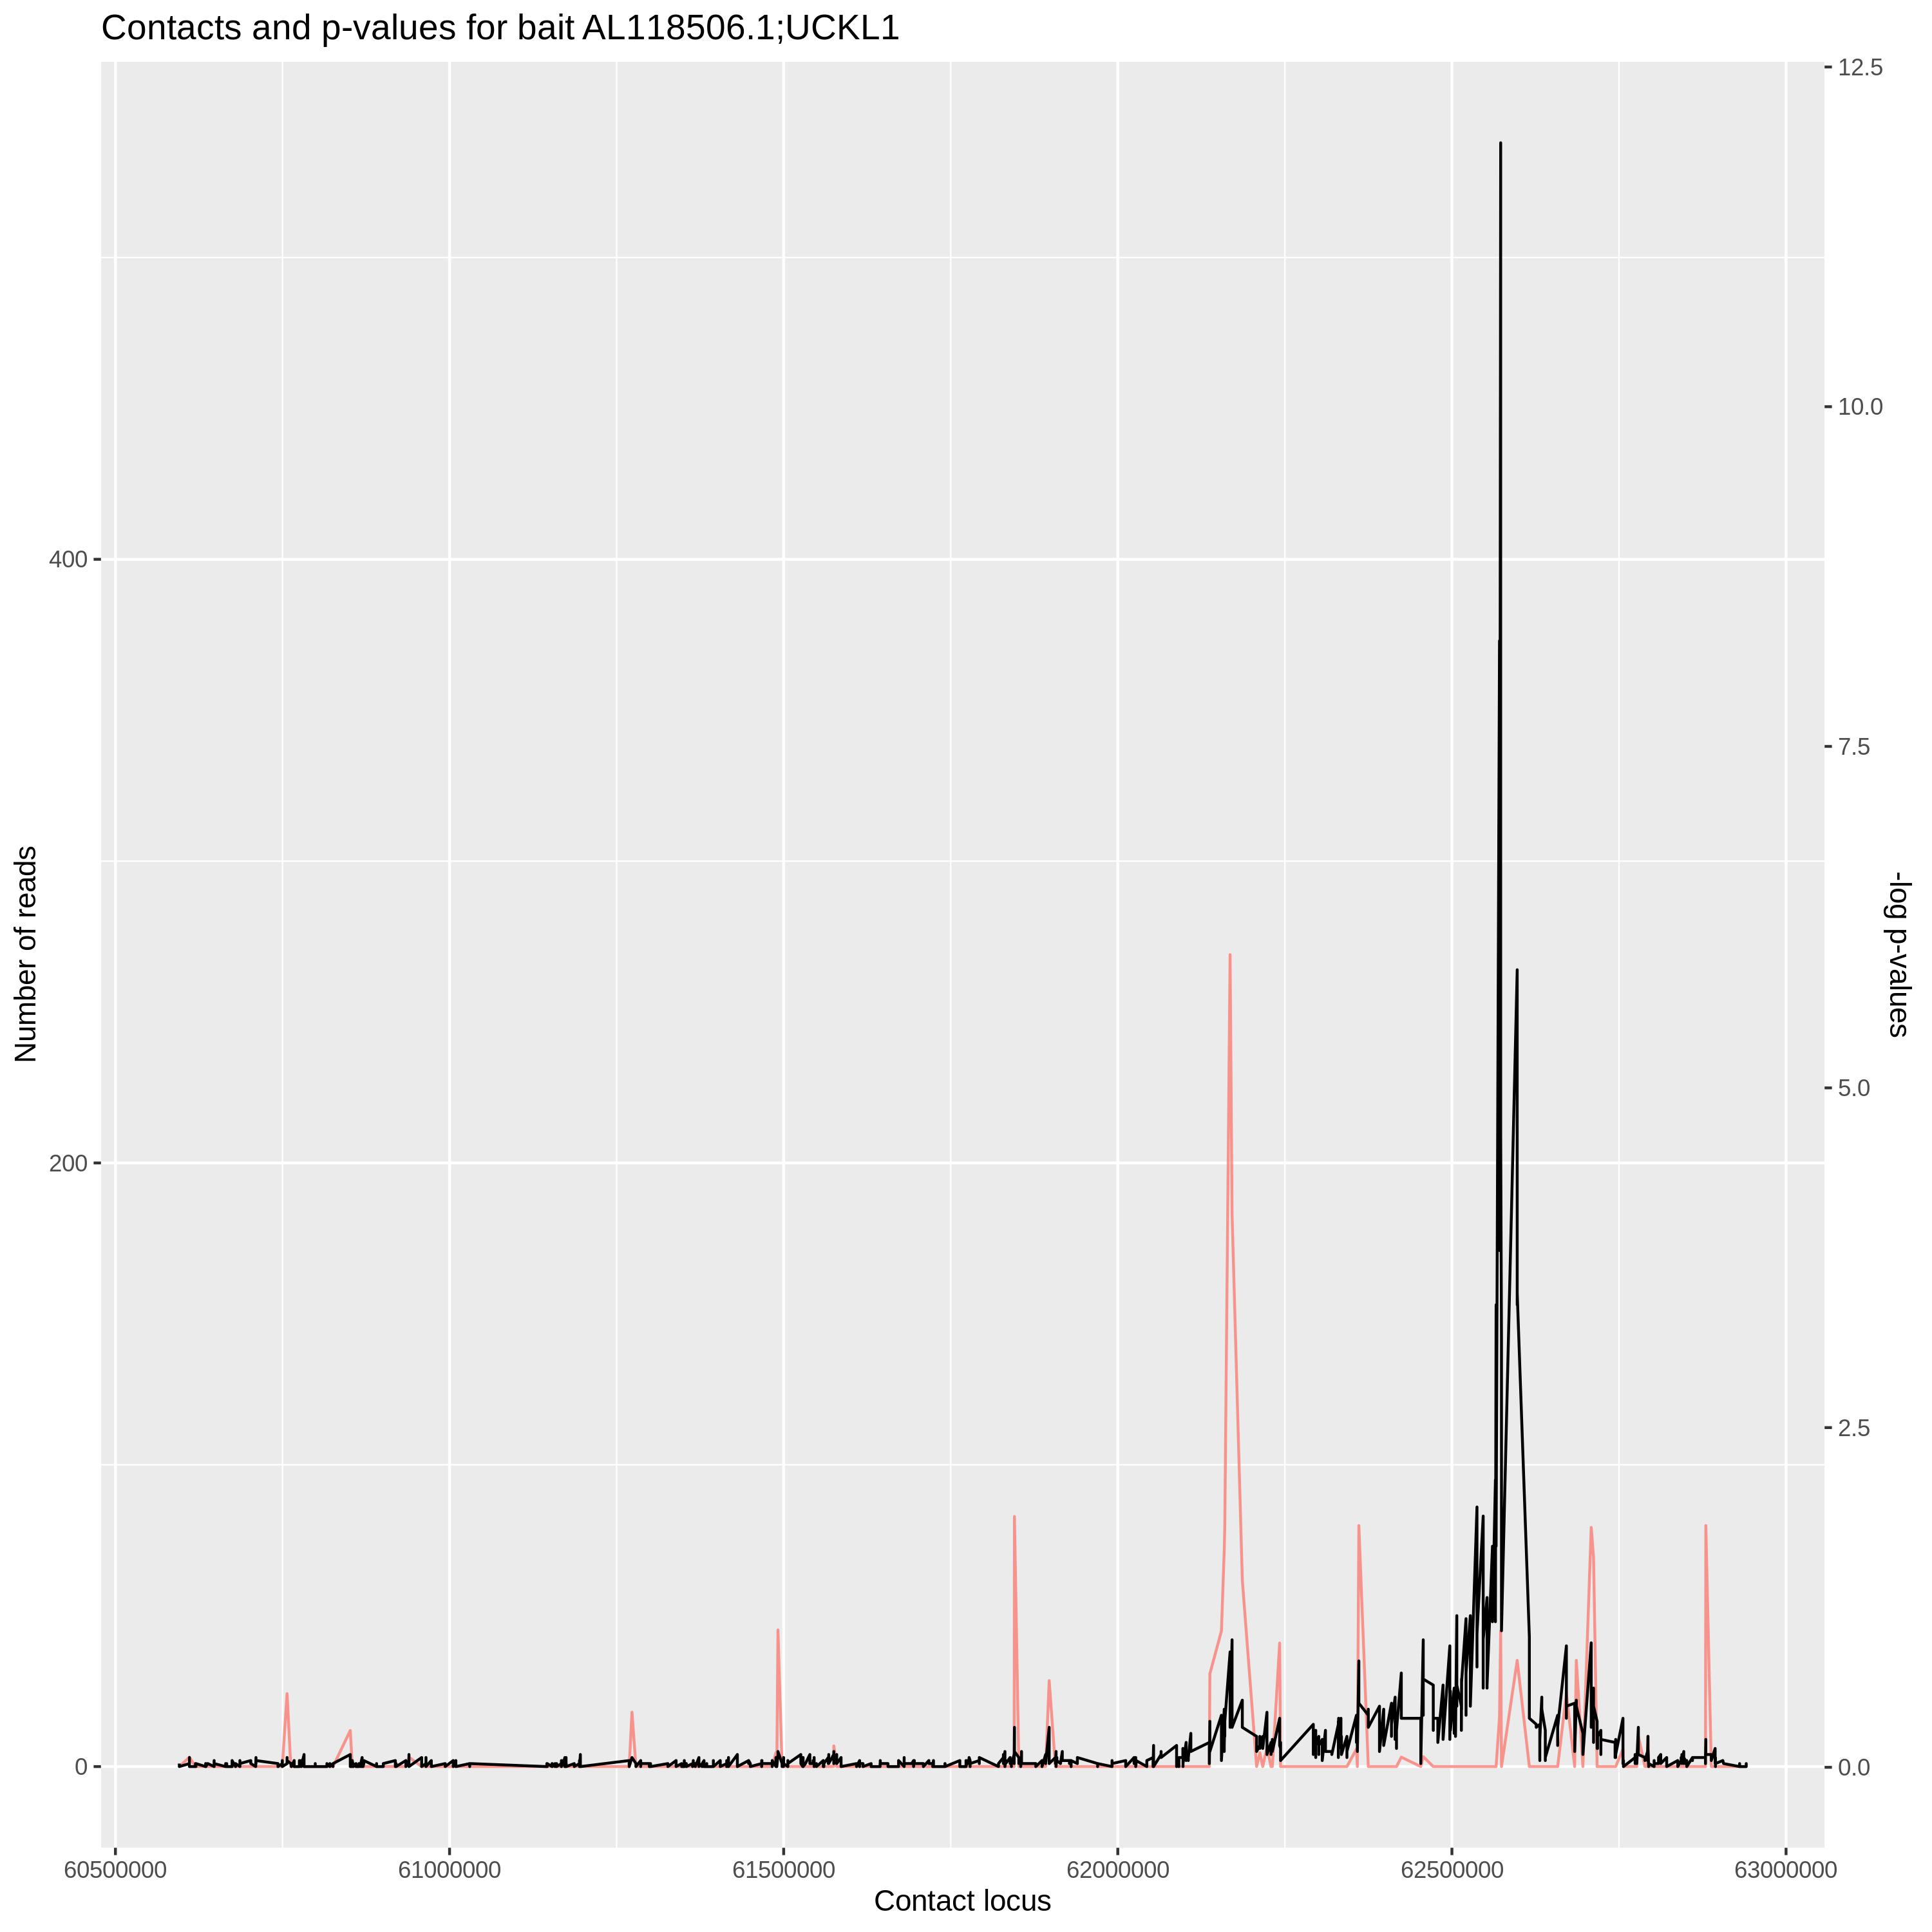 Contacts and p-values for bait AL118506.1;UCKL1
12.5
10.0
400
7.5
Number of reads
-log p-values
5.0
200
2.5
0
0.0
60500000 61000000 61500000 62000000 62500000 63000000
Contact locus